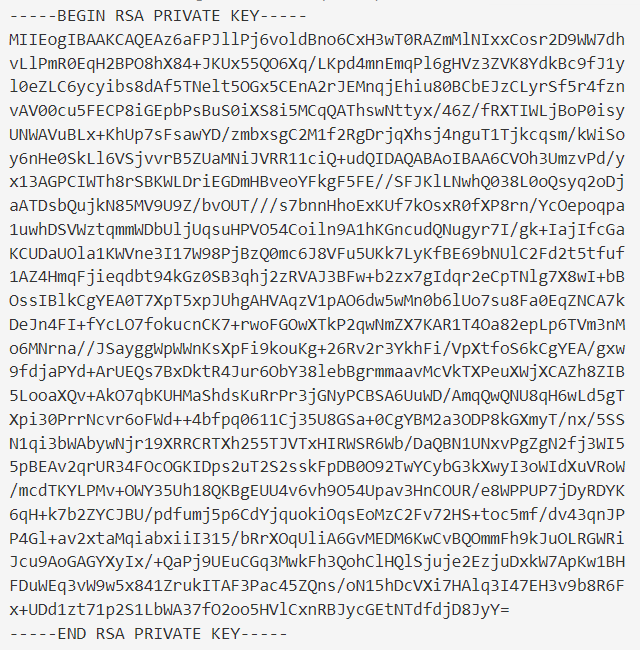 -----BEGIN RSA PRIVATE KEY-----
MIIEogIBAAKCAQEAz6aFPJllPj6voldBno6CxH3wT0RAZmMlNIxxCosr2D9WW7dh
vLlPmR0EqH2BPO8hX84+JKUx55QO6Xq/LKpd4mnEmqPl6gHVz3ZVK8YdkBc9fJ1y
l0eZLC6ycyibs8dAf5TNelt5OGx5CEnA2rJEMnqjEhiu80BCbEJzCLyrSf5r4fzn
vAV00cu5FECP8iGEpbPsBuS0iXS8i5MCqQAThswNttyx/46Z/fRXTIWLjBoP0isy
UNWAVuBLx+KhUp7sFsawYD/zmbxsgC2M1f2RgDrjqXhsj4nguT1Tjkcqsm/kWiSo
y6nHe0SkLl6VSjvvrB5ZUaMNiJVRR11ciQ+udQIDAQABAoIBAA6CVOh3UmzvPd/y
x13AGPCIWTh8rSBKWLDriEGDmHBveoYFkgF5FE//SFJKlLNwhQ038L0oQsyq2oDj
aATDsbQujkN85MV9U9Z/bvOUT///s7bnnHhoExKUf7kOsxR0fXP8rn/YcOepoqpa
1uwhDSVWztqmmWDbUljUqsuHPVO54Coiln9A1hKGncudQNugyr7I/gk+IajIfcGa
KCUDaUOla1KWVne3I17W98PjBzQ0mc6J8VFu5UKk7LyKfBE69bNUlC2Fd2t5tfuf
1AZ4HmqFjieqdbt94kGz0SB3qhj2zRVAJ3BFw+b2zx7gIdqr2eCpTNlg7X8wI+bB
OssIBlkCgYEA0T7XpT5xpJUhgAHVAqzV1pAO6dw5wMn0b6lUo7su8Fa0EqZNCA7k
DeJn4FI+fYcLO7fokucnCK7+rwoFGOwXTkP2qwNmZX7KAR1T4Oa82epLp6TVm3nM
o6MNrna//JSayggWpWWnKsXpFi9kouKg+26Rv2r3YkhFi/VpXtfoS6kCgYEA/gxw
9fdjaPYd+ArUEQs7BxDktR4Jur6ObY38lebBgrmmaavMcVkTXPeuXWjXCAZh8ZIB
5LooaXQv+AkO7qbKUHMaShdsKuRrPr3jGNyPCBSA6UuWD/AmqQwQNU8qH6wLd5gT
Xpi30PrrNcvr6oFWd++4bfpq0611Cj35U8GSa+0CgYBM2a3ODP8kGXmyT/nx/5SS
N1qi3bWAbywNjr19XRRCRTXh255TJVTxHIRWSR6Wb/DaQBN1UNxvPgZgN2fj3WI5
5pBEAv2qrUR34FOcOGKIDps2uT2S2sskFpDB0O92TwYCybG3kXwyI3oWIdXuVRoW
/mcdTKYLPMv+OWY35Uh18QKBgEUU4v6vh9O54Upav3HnCOUR/e8WPPUP7jDyRDYK
6qH+k7b2ZYCJBU/pdfumj5p6CdYjquokiOqsEoMzC2Fv72HS+toc5mf/dv43qnJP
P4Gl+av2xtaMqiabxiiI315/bRrXOqUliA6GvMEDM6KwCvBQOmmFh9kJuOLRGWRi
Jcu9AoGAGYXyIx/+QaPj9UEuCGq3MwkFh3QohClHQlSjuje2EzjuDxkW7ApKw1BH
FDuWEq3vW9w5x841ZrukITAF3Pac45ZQns/oN15hDcVXi7HAlq3I47EH3v9b8R6F
x+UDd1zt71p2S1LbWA37fO2oo5HVlCxnRBJycGEtNTdfdjD8JyY=
-----END RSA PRIVATE KEY-----